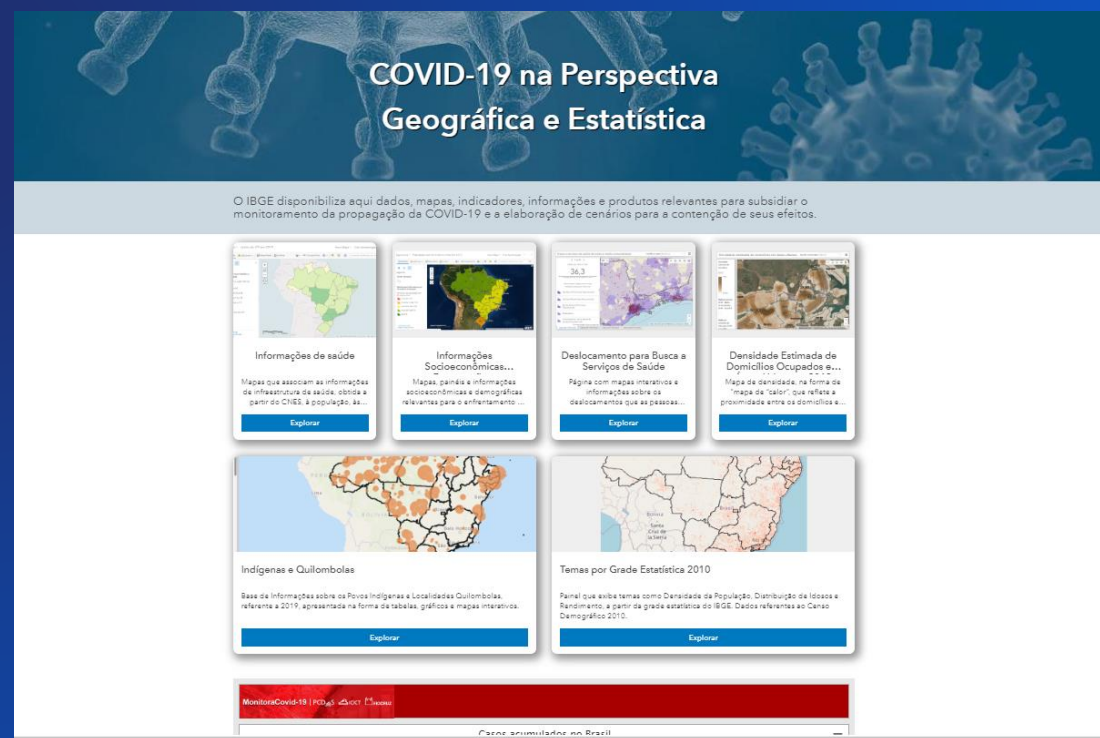 COVID-19 na Perspectiva
Geográfica e Estatística
O IBGE disponibiliza aqui dados, mapas, indicadores, informações e produtos relevantes para subsidiar o
monitoramento da propagação da COVID-19 e a elaboração de cenários para a contenção de seus efeitos.
36,3
Informações de saúde
Mapas que associam as informações
de infraestrutura de saúde, obtida a
partir do CNES, à população, às...
Explorar
Informações
Socioeconômicas...
Mapas, painéis e informações
socioeconômicas e demográficas
relevantes para o enfrentamento ...
Explorar
Deslocamento para Busca a
Serviços de Saúde
Página com mapas interativos e
informações sobre os
deslocamentos que as pessoas...
Explorar
Densidade Estimada de
Domicílios Ocupados e...
Mapa de densidade, na forma de
"mapa de "calor", que reflete a
proximidade entre os domicílios e...
Explorar
Indígenas e Quilombolas
Base de Informações sobre os Povos Indígenas e Localidades Quilombolas,
referente a 2019, apresentada na forma de tabelas, gráficos e mapas interativos.
Explorar
Temas por Grade Estatística 2010
Painel que exibe temas como Densidade da População, Distribuição de Idosos e
Rendimento, a partir da grade estatística do IBGE. Dados referentes ao Censo
Demográfico 2010.
Explorar
MonitoraCovid-19
Casos acumulados no Brasil